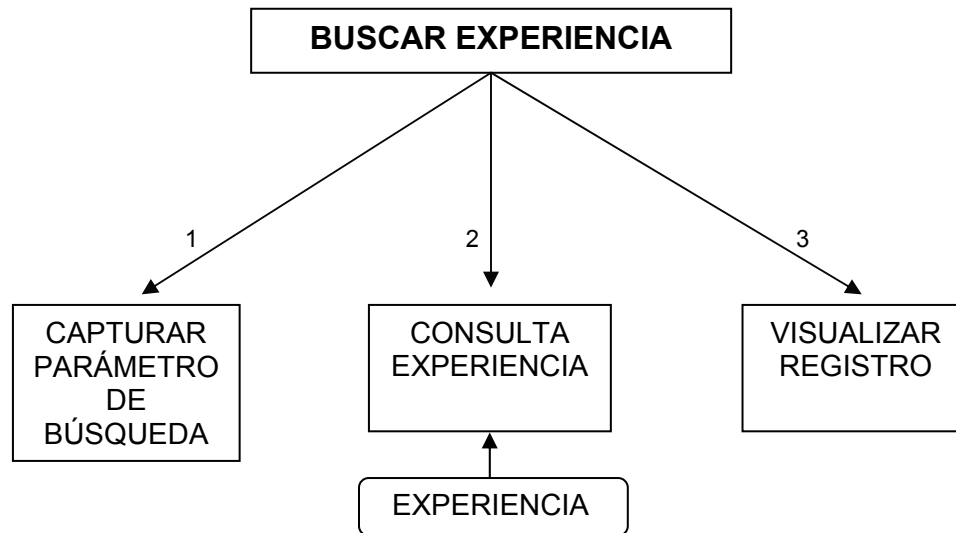 BUSCAR EXPERIENCIA
1
2
3
CAPTURAR
PARÁMETRO
DE
BÚSQUEDA
CONSULTA
EXPERIENCIA
VISUALIZAR
REGISTRO
EXPERIENCIA